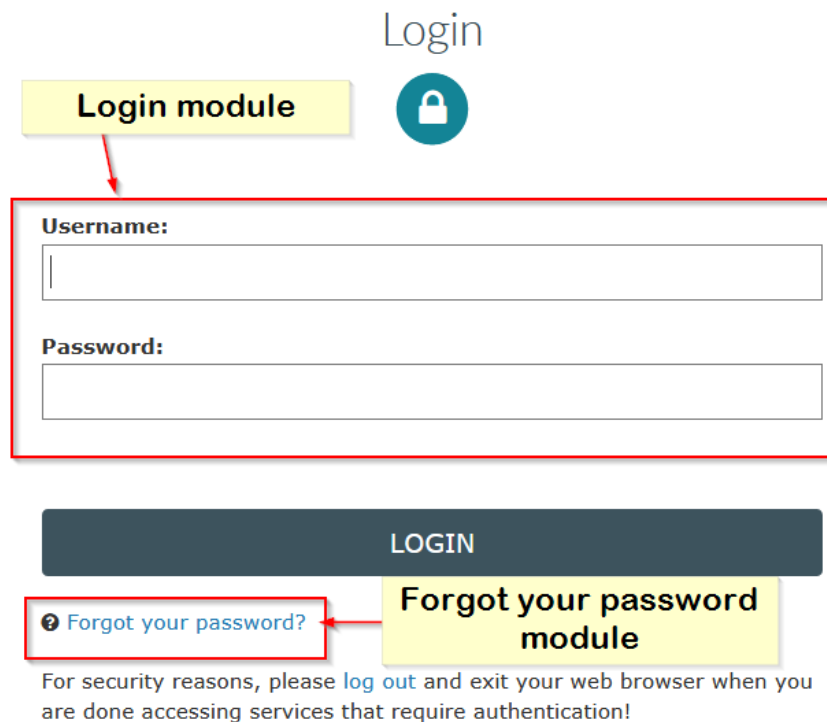 Login
Login module
Username:
Password:
LOGIN
Forgot your password?
Forgot your password
module
For security reasons, please log out and exit your web browser when you
are done accessing services that require authentication!